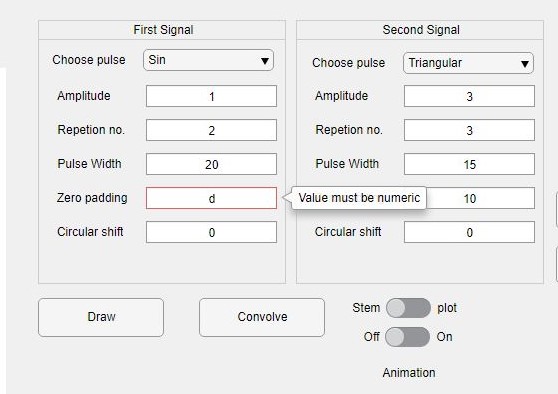 First Signal
Choose pulse Sin
Amplitude 1
Repetion no. 2
Pulse Width 20
Zero padding d
Value must be numeric
Circular shift 0
Second Signal
Choose pulse Triangular
Amplitude 3
Repetion no. 3
Pulse Width 15
10
Circular shift 0
Draw
Convolve
Stem plot
Off On
Animation